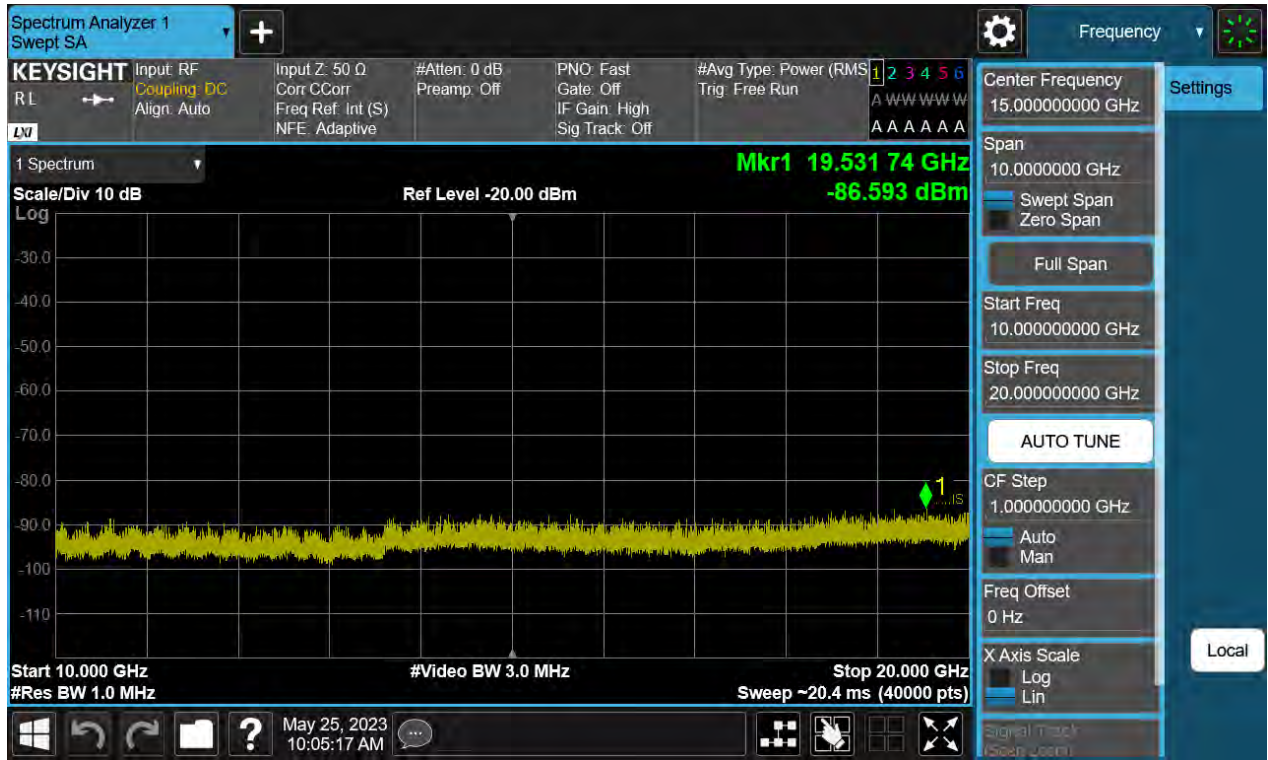 Spectrum Analyzer 1
Swept SA
Frequency
KEYSIGHT
RL
LXI
Input: RF
Coupling: DC
Align: Auto
Input Z: 50 Ω
Corr CCorr
Freq Ref: Int (S)
NFE: Adaptive
#Atten: 0 dB
Preamp: Off
PNO: Fast
Gate: Off
IF Gain: High
Sig Track: Off
#Avg Type: Power (RMS
Trig: Free Run
1 2 3 4 5 6
A W W W W W
A A A A A A
1 Spectrum
Mkr1 19.531 74 GHz
Scale/Div 10 dB
Ref Level -20.00 dBm
-86.593 dBm
Log
-30.0
-40.0
-50.0
-60.0
-70.0
-80.0
-90.0
-100
-110
1
Start 10.000 GHz
#Video BW 3.0 MHz
Stop 20.000 GHz
#Res BW 1.0 MHz
Sweep ~20.4 ms (40000 pts)
May 25, 2023
10:05:17 AM
Center Frequency
15.000000000 GHz
Settings
Span
10.0000000 GHz
Swept Span
Zero Span
Full Span
Start Freq
10.000000000 GHz
Stop Freq
20.000000000 GHz
AUTO TUNE
CF Step
1.000000000 GHz
Auto
Man
Freq Offset
0 Hz
X Axis Scale
Log
Lin
Local
Signal Track
(Span Zoom)